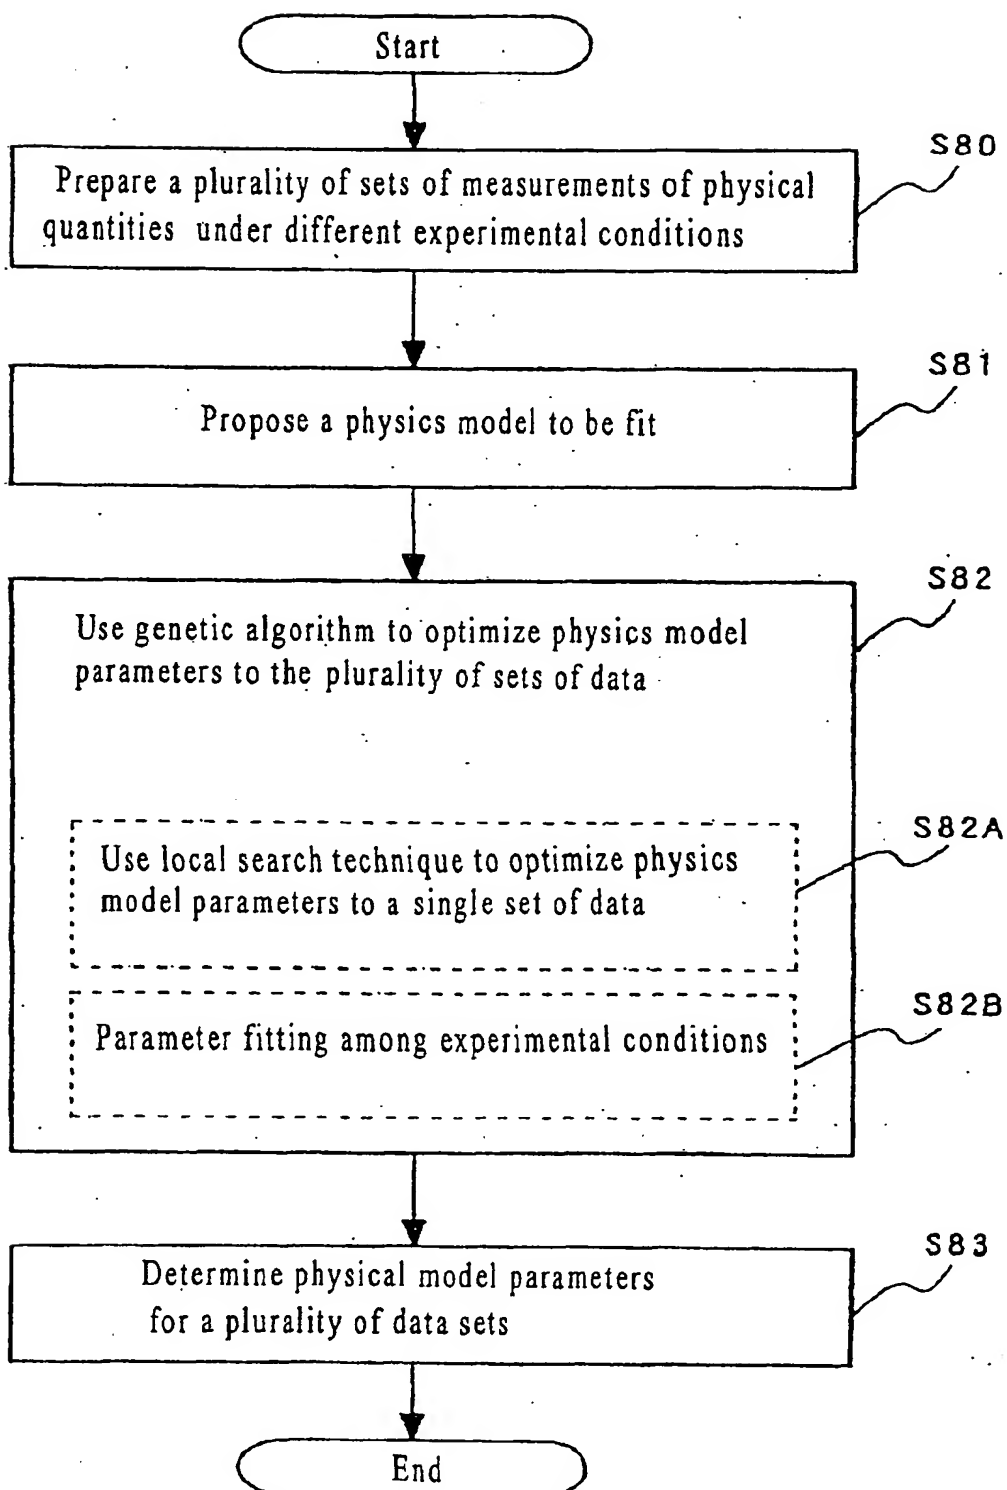 Start
S80
Prepare a plurality of sets of measurements of physical
quantities under different experimental conditions
S81
Propose a physics model to be fit
S82
Use genetic algorithm to optimize physics model
parameters to the plurality of sets of data
S82A
Use local search technique to optimize physics
model parameters to a single set of data
S82B
Parameter fitting among experimental conditions
S83
Determine physical model parameters
for a plurality of data sets
End